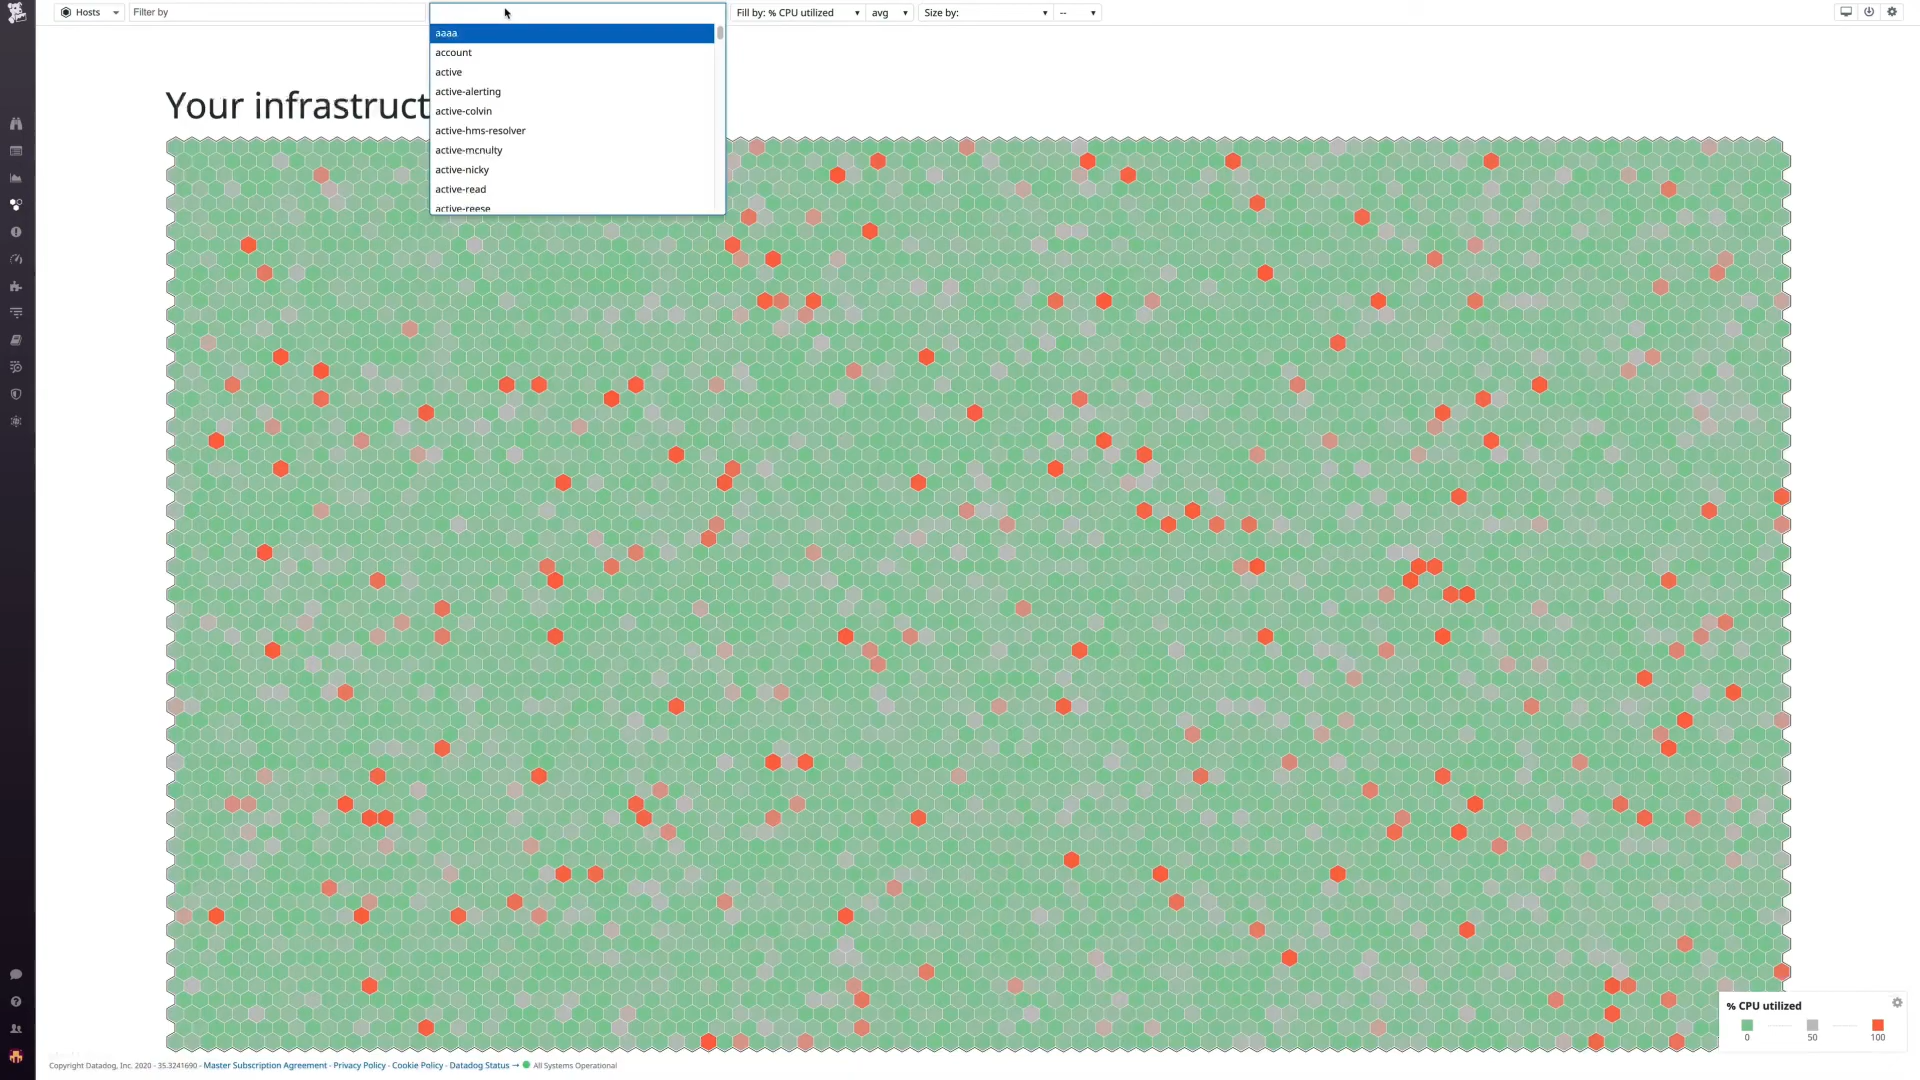 Hosts
Filter by
Fill by: % CPU utilized
avg
Size by:
--
aaaa
account
active
active-alerting
active-colvin
active-hms-resolver
active-mcnulty
active-nicky
active-read
active-reese
Your infrastruct
% CPU utilized
0 50 100
Copyright Datadog, Inc. 2020 - 35.3241690 - Master Subscription Agreement - Privacy Policy - Cookie Policy - Datadog Status → All Systems Operational